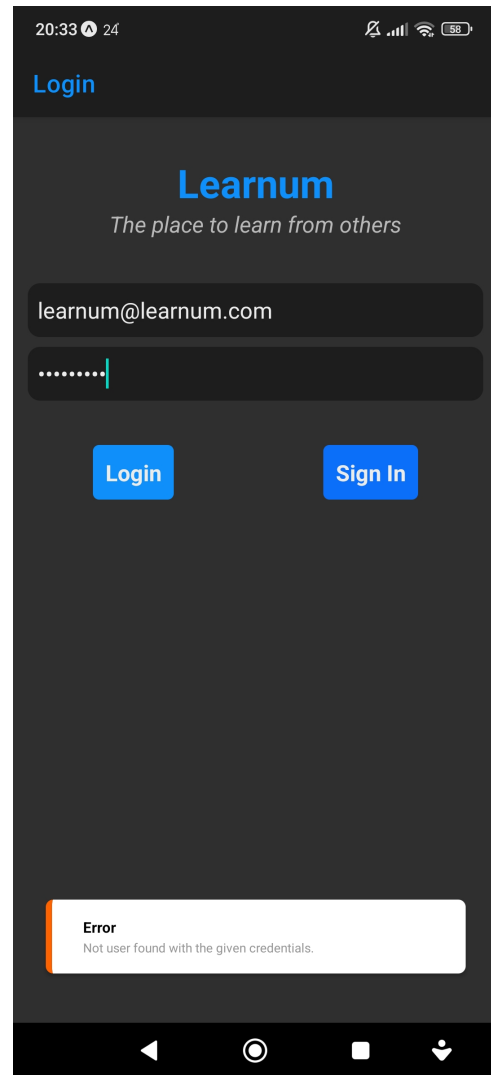 20:33 24
Login
Learnum
The place to learn from others
learnum@learnum.com
•••••••••
Login Sign In
Error
Not user found with the given credentials.
58